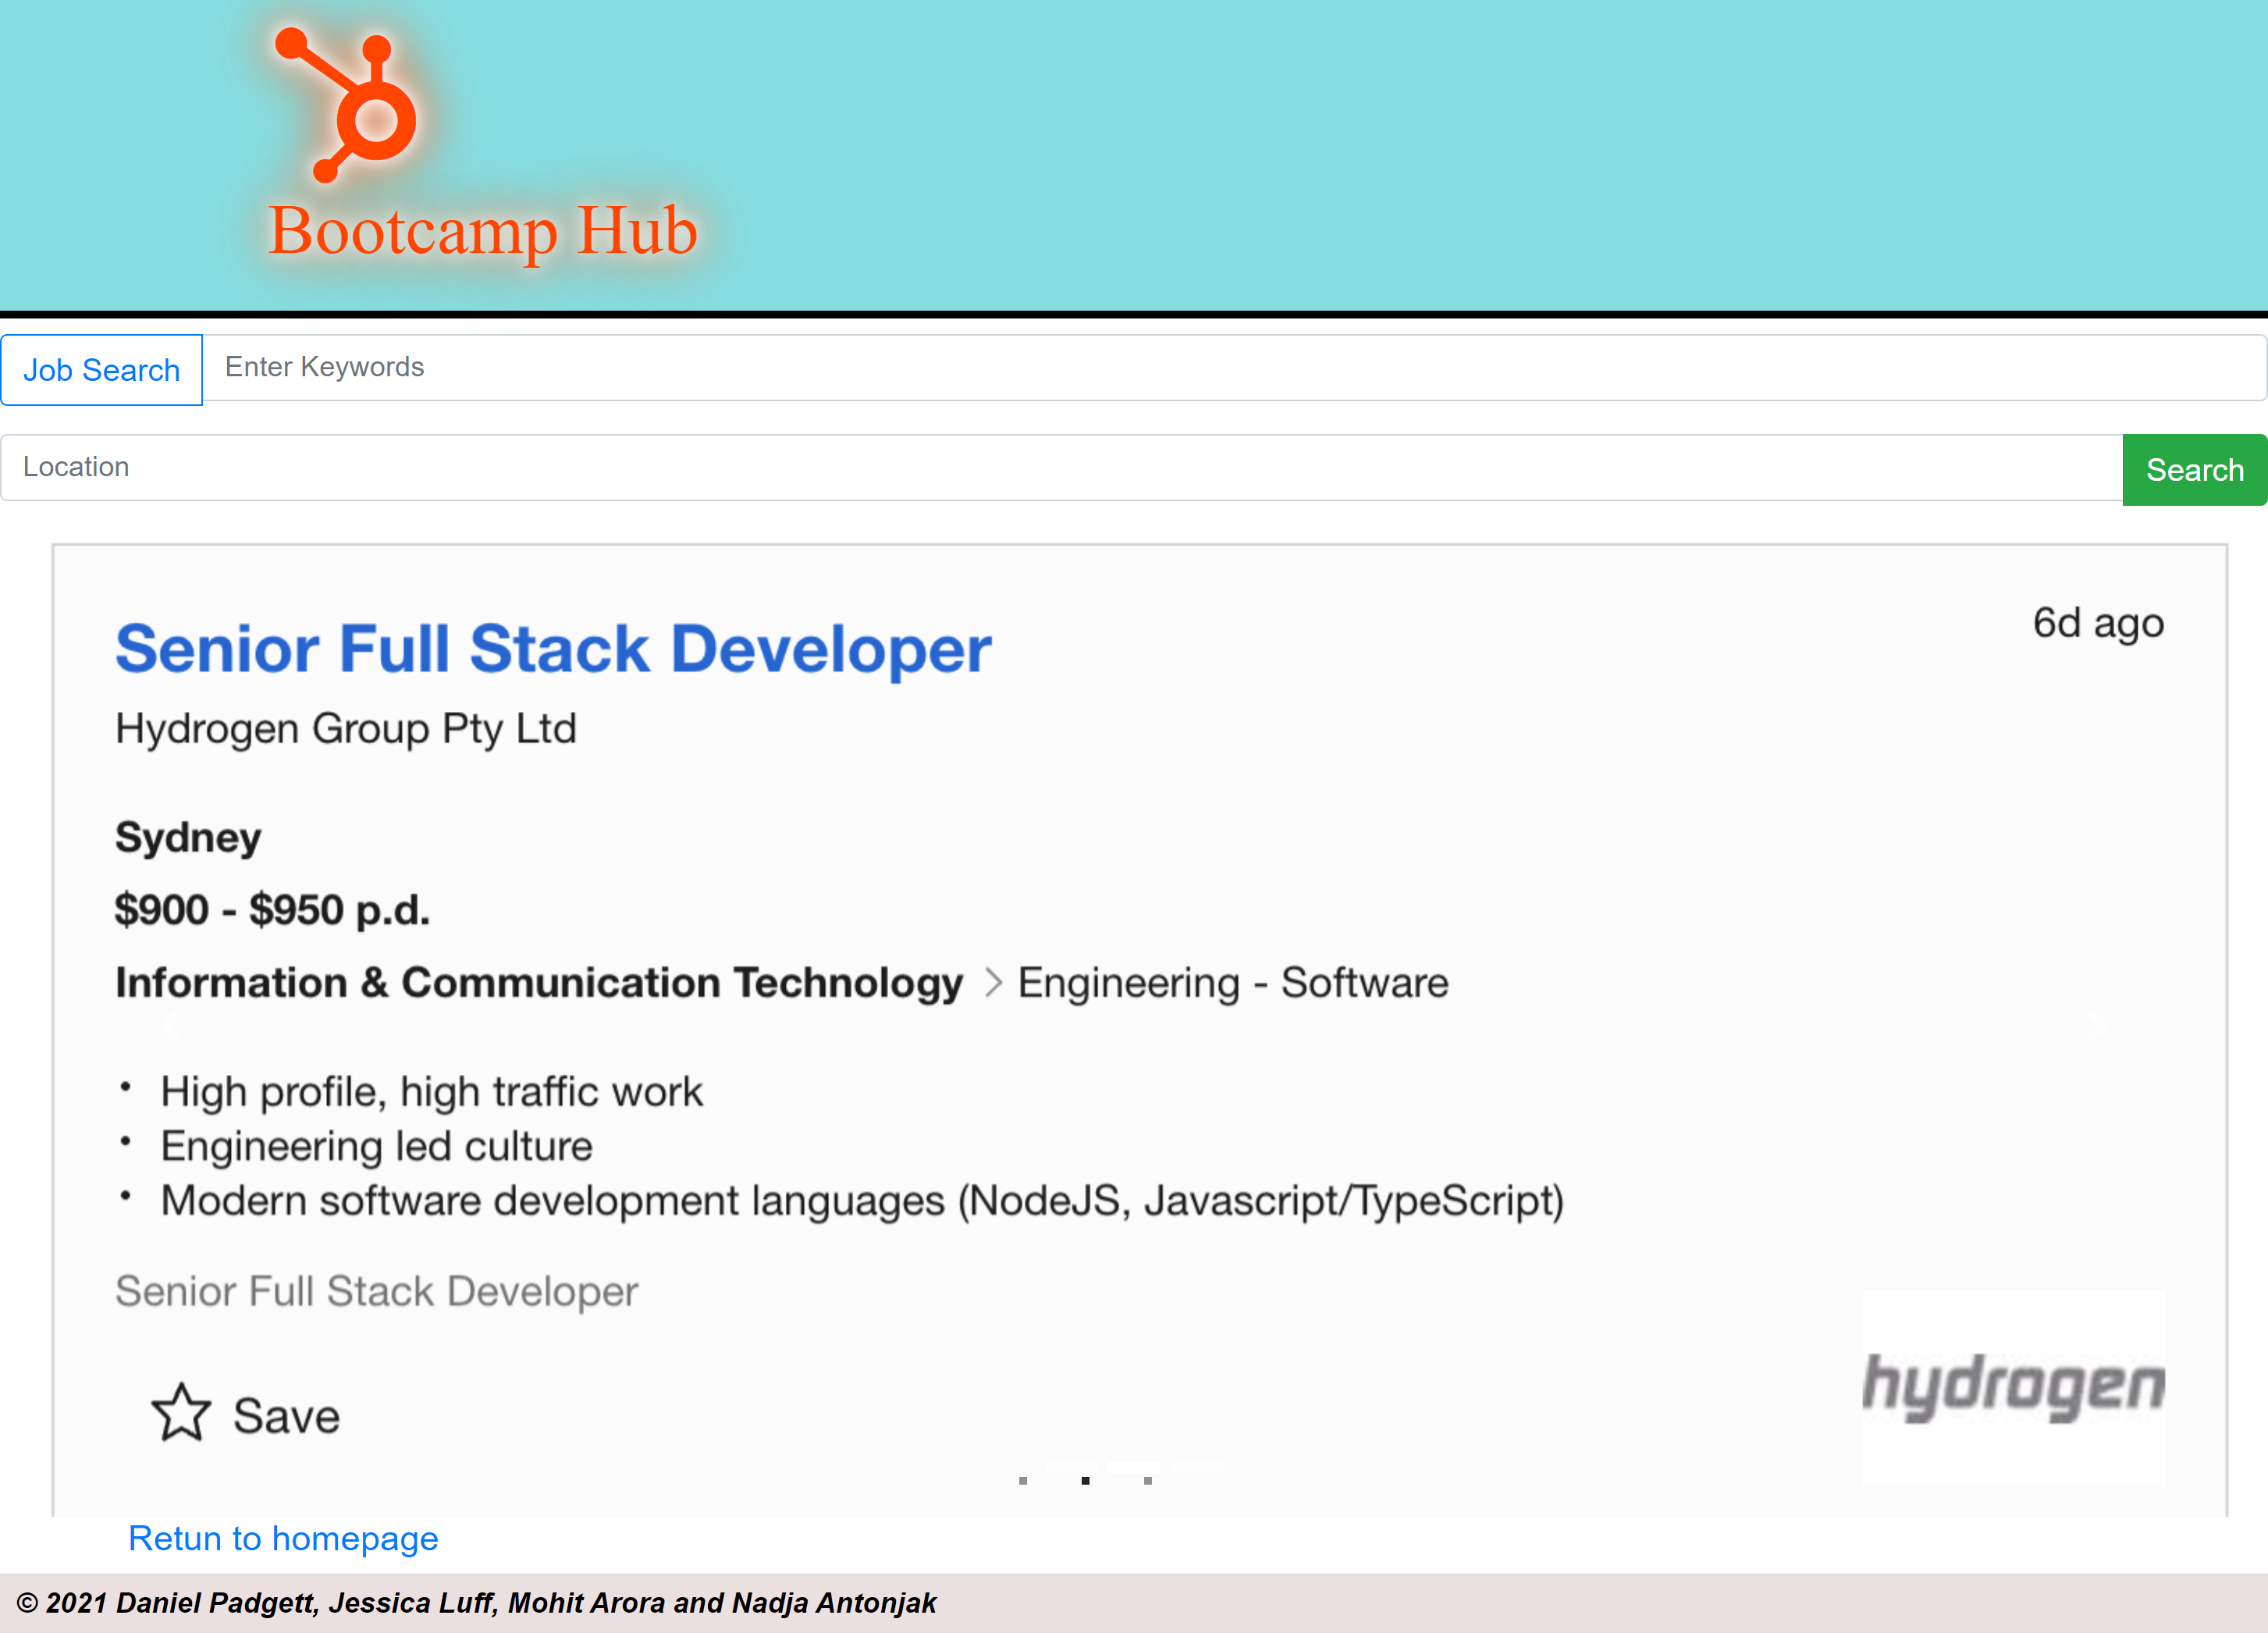 Bootcamp Hub
Job Search Enter Keywords
Location Search
Senior Full Stack Developer 6d ago
Hydrogen Group Pty Ltd
Sydney
$900 - $950 p.d.
Information & Communication Technology > Engineering - Software
• High profile, high traffic work
• Engineering led culture
• Modern software development languages (NodeJS, Javascript/TypeScript)
Senior Full Stack Developer
hydrogen
Save
Retun to homepage
© 2021 Daniel Padgett, Jessica Luff, Mohit Arora and Nadja Antonjak